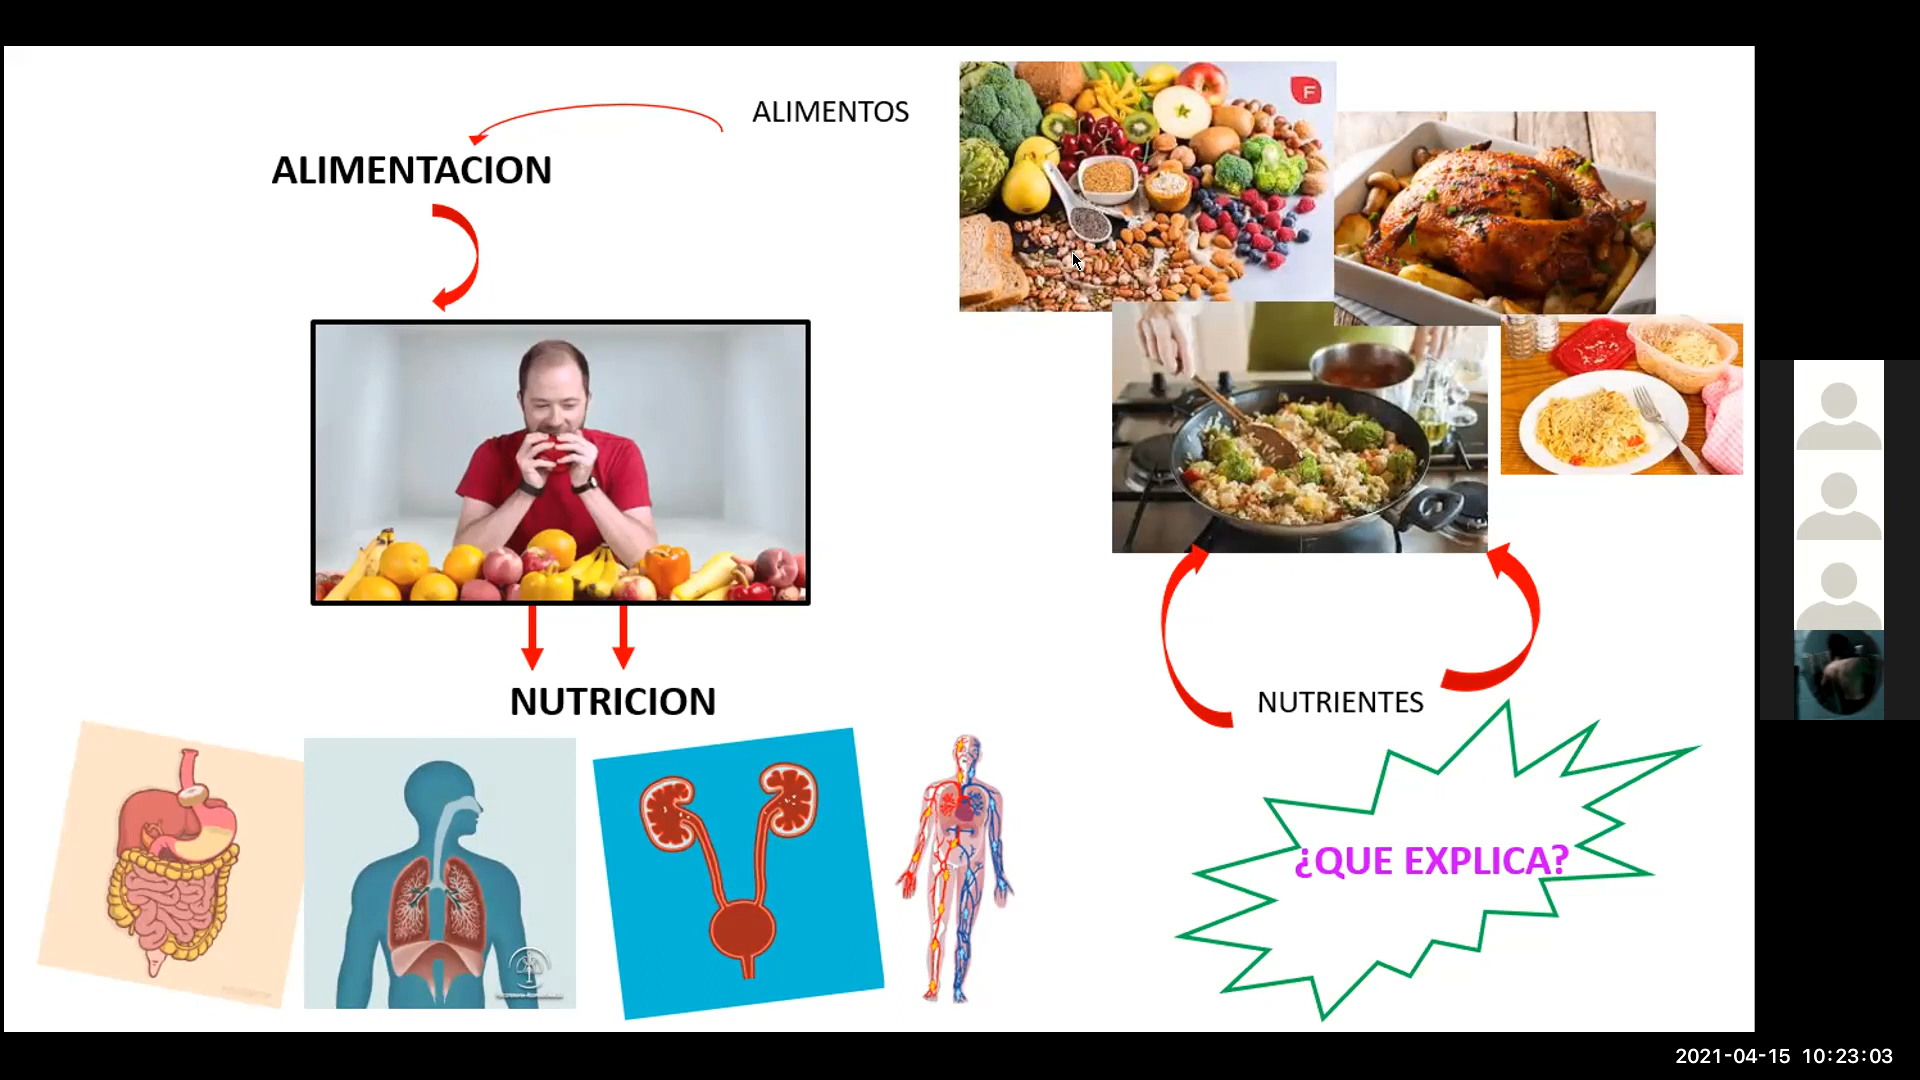 ALIMENTOS
F
ALIMENTACION
NUTRICION
NUTRIENTES
¿QUE EXPLICA?
2021-04-15 10:23:03